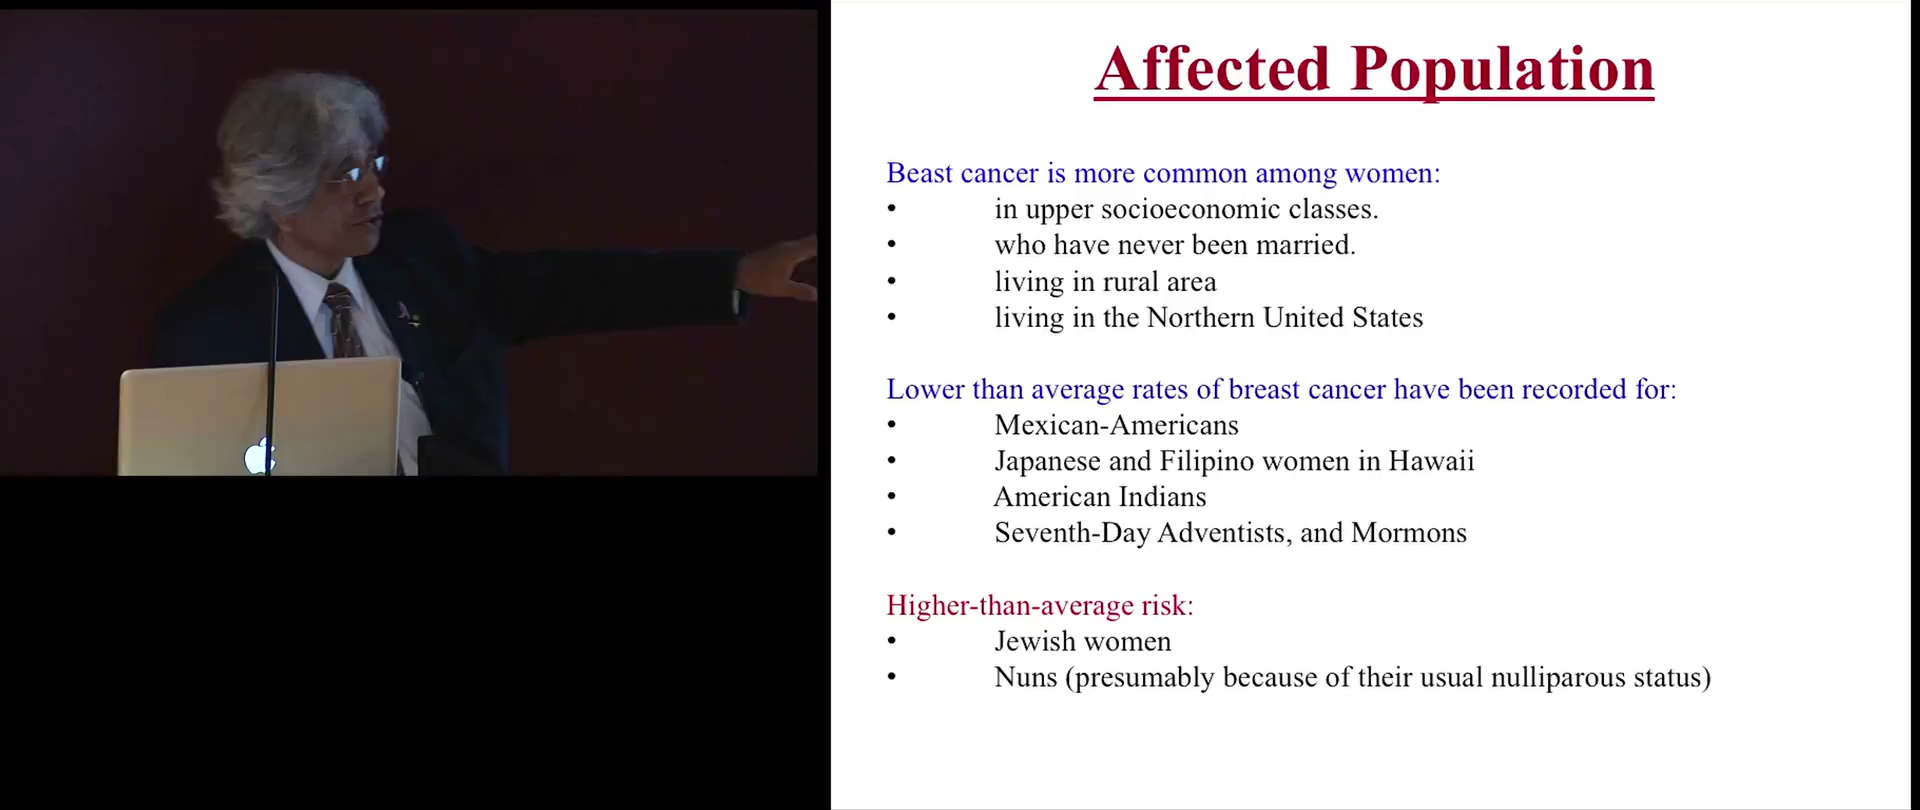 Affected Population
Beast cancer is more common among women:
• in upper socioeconomic classes.
• who have never been married.
• living in rural area
• living in the Northern United States
Lower than average rates of breast cancer have been recorded for:
• Mexican-Americans
• Japanese and Filipino women in Hawaii
• American Indians
• Seventh-Day Adventists, and Mormons
Higher-than-average risk:
• Jewish women
• Nuns (presumably because of their usual nulliparous status)